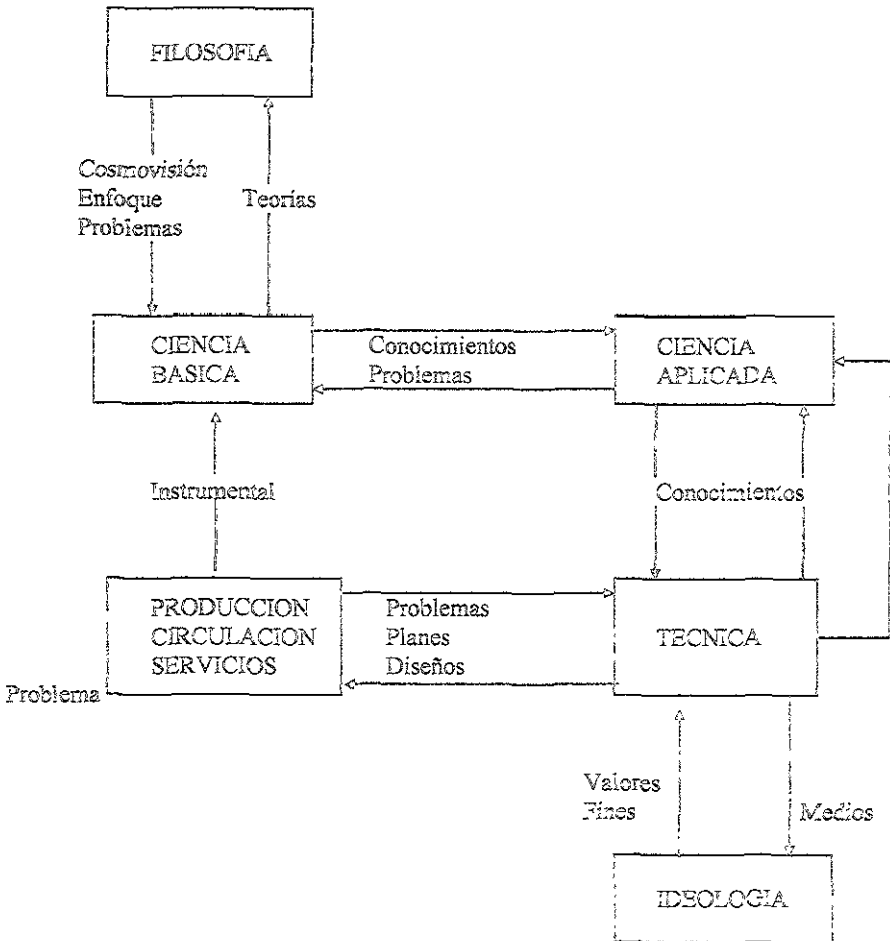 FILOSOFIA
Cosmovisión
Enfoque
Problemas
Teorías
CIENCIA
BASICA
Conocimientos
Problemas
CIENCIA
APLICADA
Instrumental
Conocimientos
PRODUCCION
CIRCULACION
SERVICIOS
Problemas
Planes
Diseños
TECNICA
Problema
Valores
Fines
Medios
IDEOLOGIA